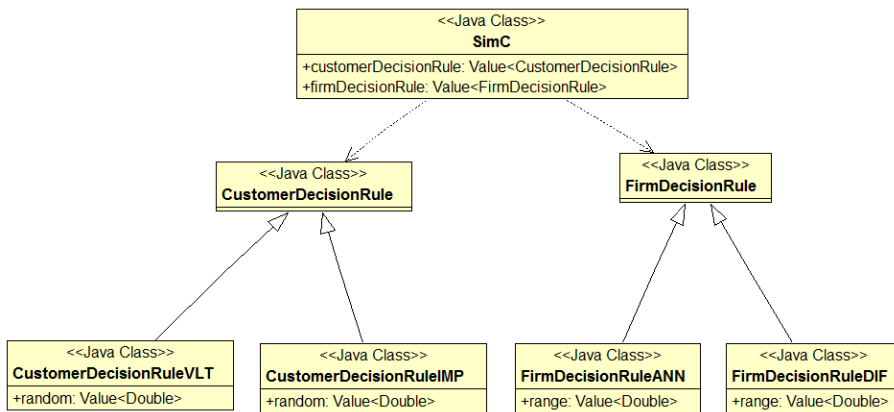 <<Java Class>>
SimC
+customerDecisionRule: Value<CustomerDecisionRule>
+firmDecisionRule: Value<FirmDecisionRule>
<<Java Class>>
CustomerDecisionRule
<<Java Class>>
FirmDecisionRule
<<Java Class>>
CustomerDecisionRuleVLT
+random: Value<Double>
<<Java Class>>
CustomerDecisionRuleIMP
+random: Value<Double>
<<Java Class>>
FirmDecisionRuleANN
+range: Value<Double>
<<Java Class>>
FirmDecisionRuleDIF
+range: Value<Double>